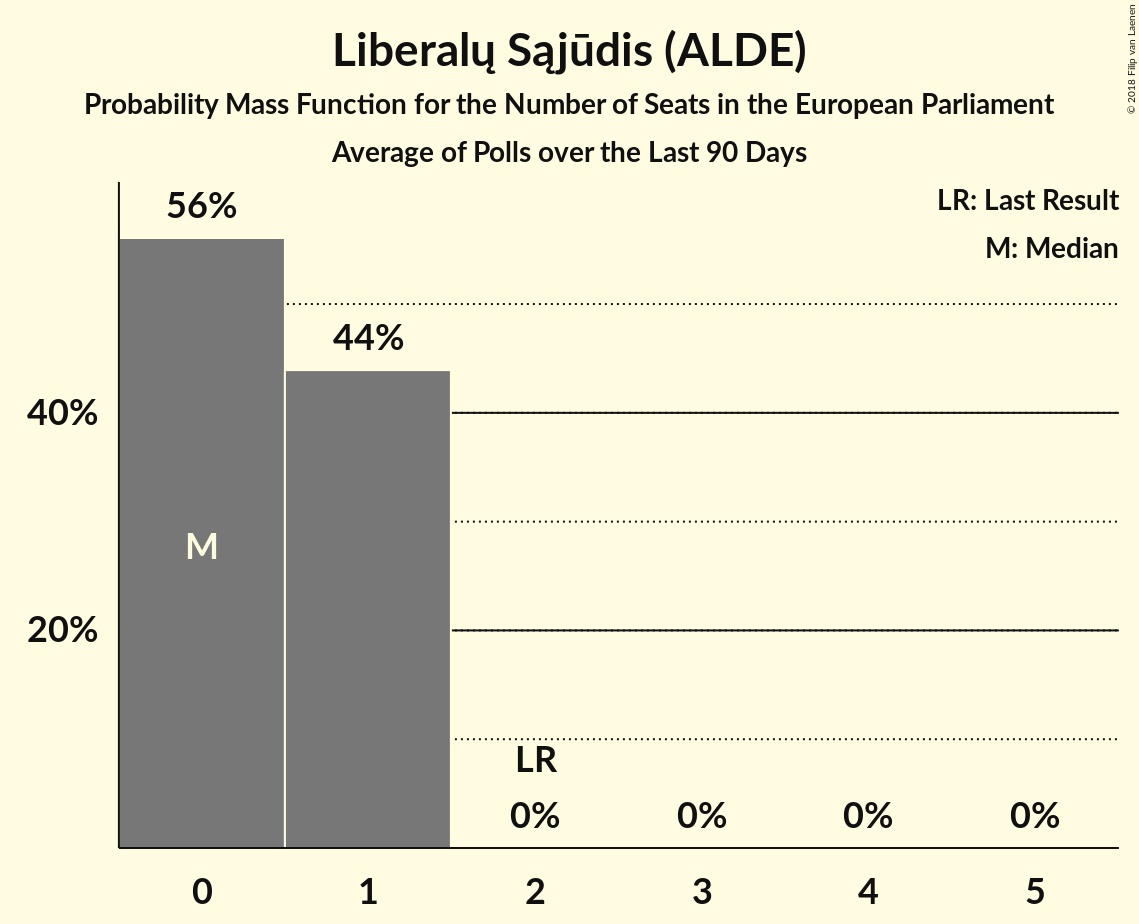 Liberalų Sąjūdis (ALDE)
Probability Mass Function for the Number of Seats in the European Parliament
Average of Polls over the Last 90 Days
© 2018 Filip van Laenen
LR: Last Result
M: Median
56%
44%
40%
M
20%
LR
0% 0% 0% 0%
0 1 2 3 4 5